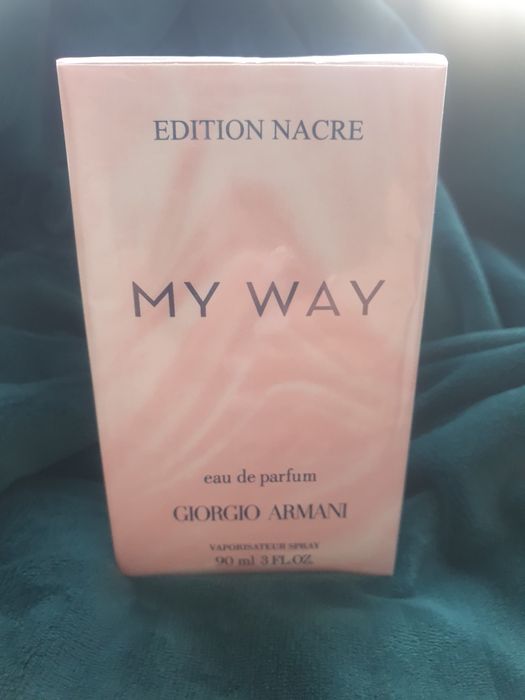 EDITION NACRE
MY WAY
eau de parfum
GIORGIO ARMANI
VAPORISATEUR SPRAY
90 ml 3 FL.OZ.